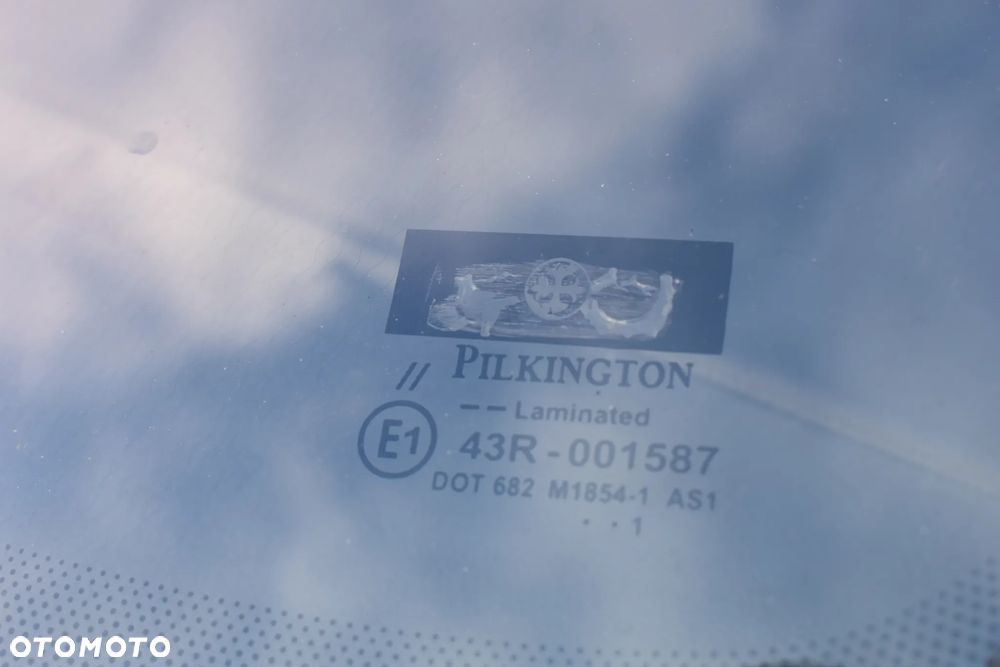 PILKINGTON
//
-- Laminated
E1
43R - 001587
DOT 682 M1854-1 AS1
. . 1
OTOMOTO